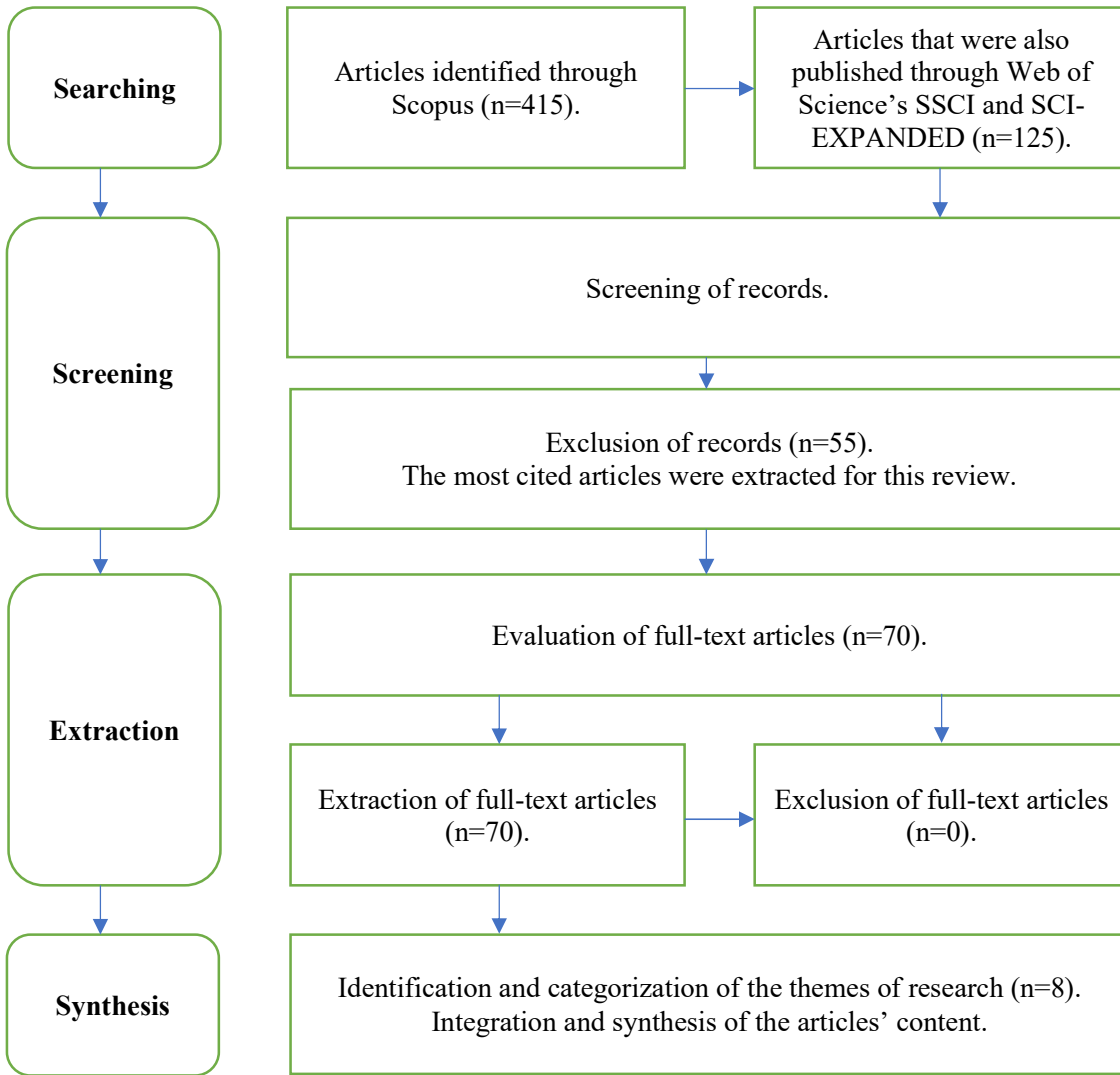 Searching
Articles identified through
Scopus (n=415).
Articles that were also
published through Web of
Science’s SSCI and SCI-
EXPANDED (n=125).
Screening
Screening of records.
Exclusion of records (n=55).
The most cited articles were extracted for this review.
Extraction
Evaluation of full-text articles (n=70).
Extraction of full-text articles
(n=70).
Exclusion of full-text articles
(n=0).
Synthesis
Identification and categorization of the themes of research (n=8).
Integration and synthesis of the articles’ content.